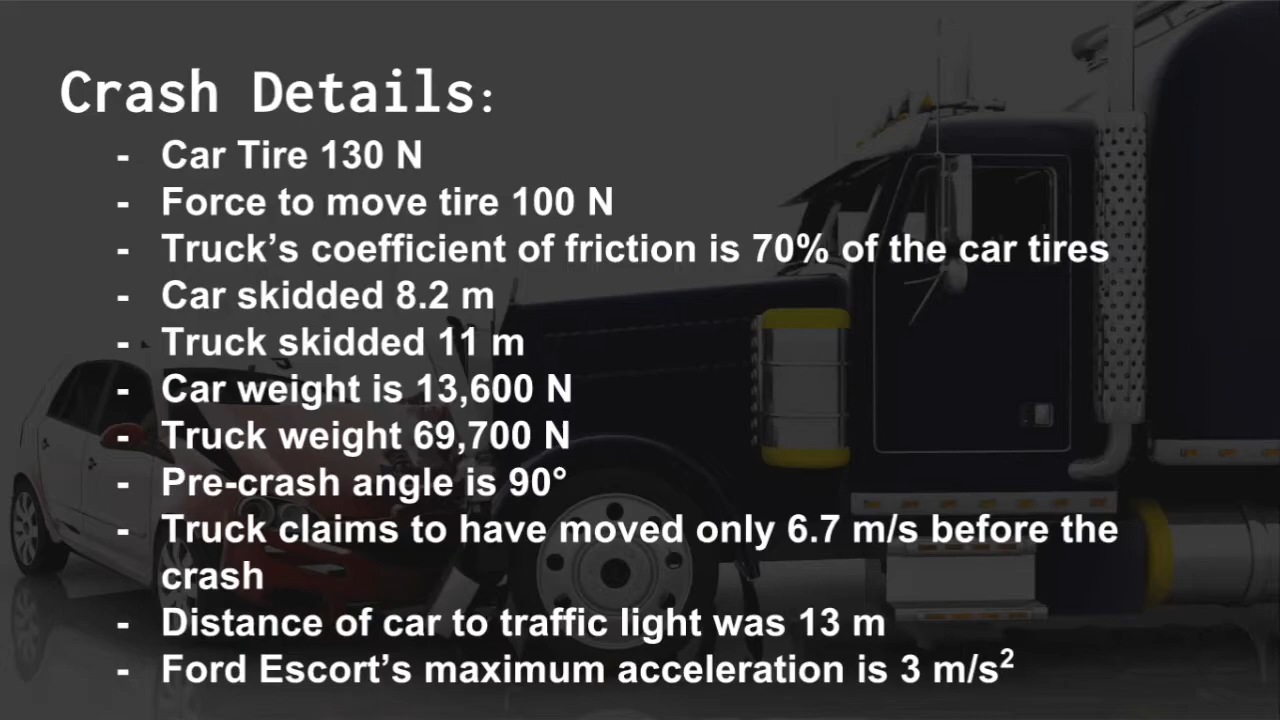 Crash Details:
- Car Tire 130 N
- Force to move tire 100 N
- Truck’s coefficient of friction is 70% of the car tires
- Car skidded 8.2 m
- Truck skidded 11 m
- Car weight is 13,600 N
- Truck weight 69,700 N
- Pre-crash angle is 90°
- Truck claims to have moved only 6.7 m/s before the
crash
- Distance of car to traffic light was 13 m
- Ford Escort’s maximum acceleration is 3 m/s²